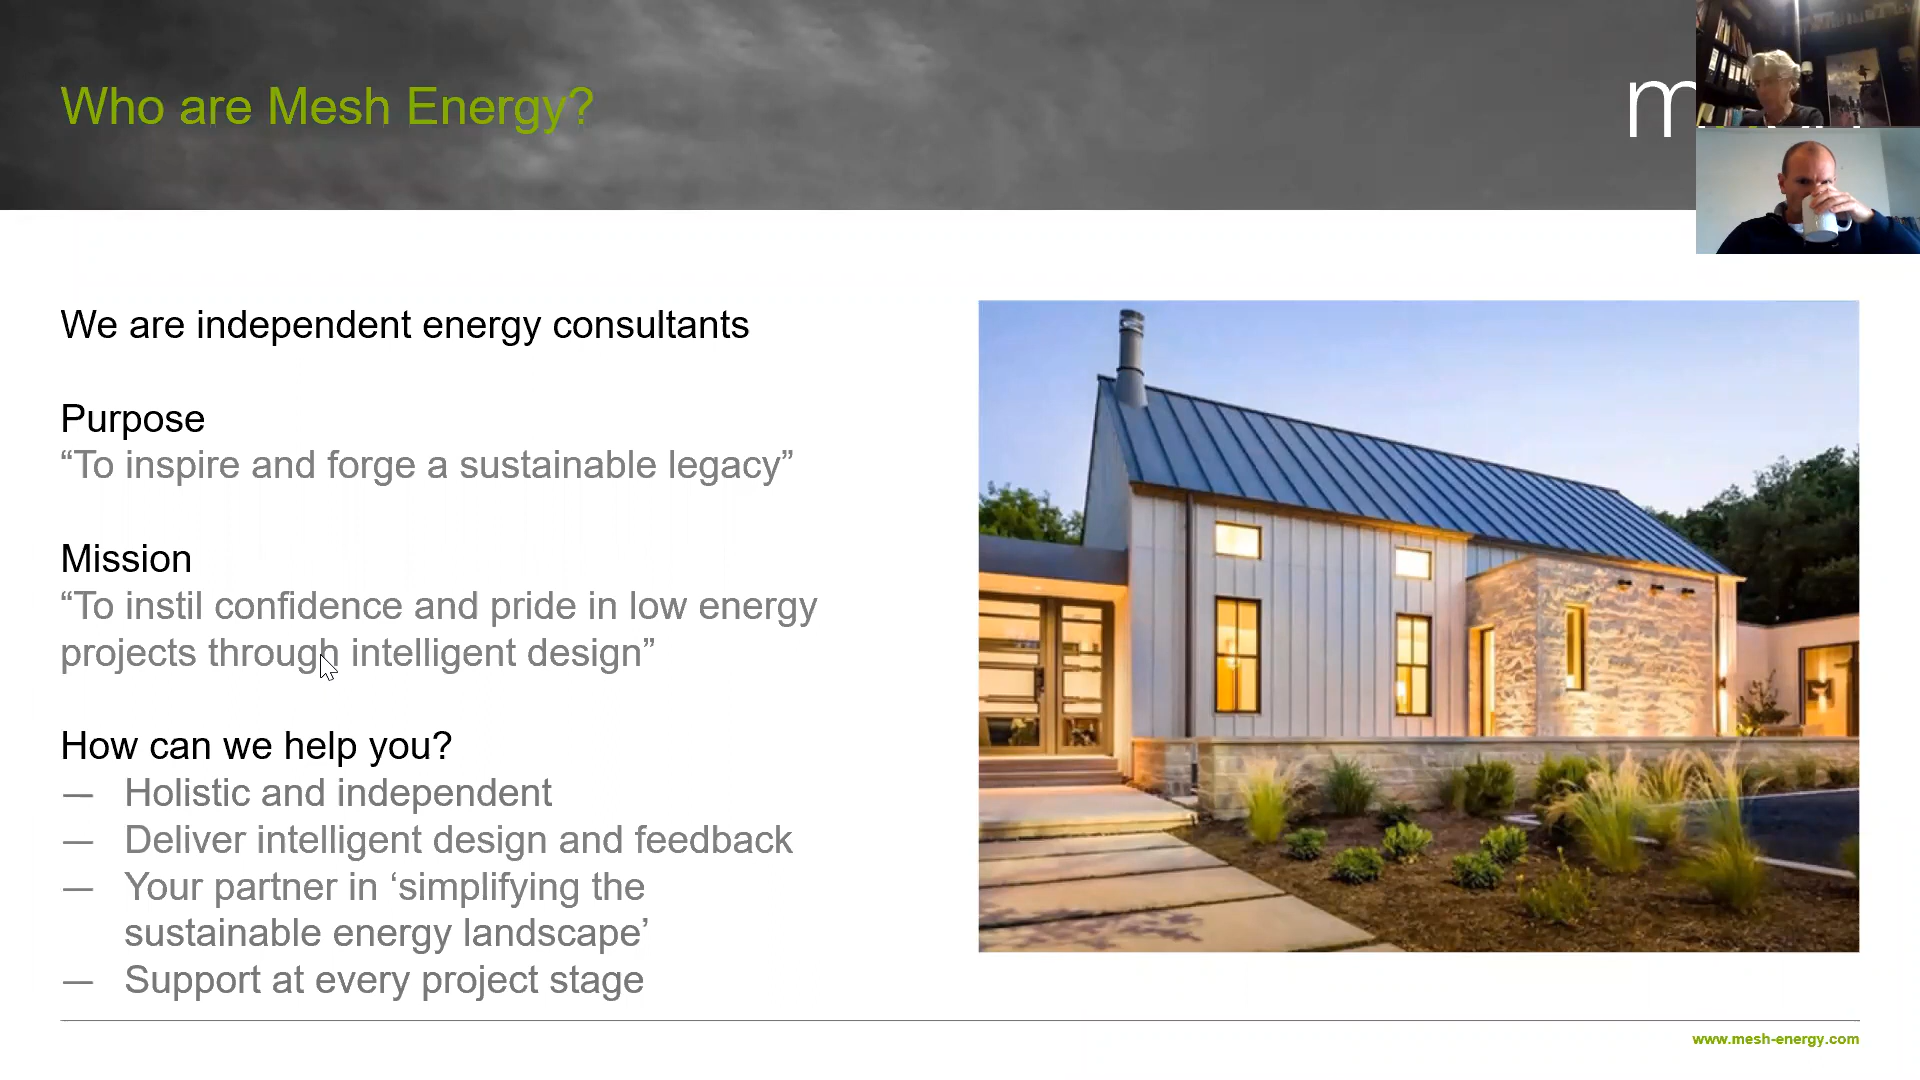 Who are Mesh Energy?
We are independent energy consultants
Purpose
“To inspire and forge a sustainable legacy”
Mission
“To instil confidence and pride in low energy
projects through intelligent design”
How can we help you?
— Holistic and independent
— Deliver intelligent design and feedback
— Your partner in ‘simplifying the
sustainable energy landscape’
— Support at every project stage
www.mesh-energy.com